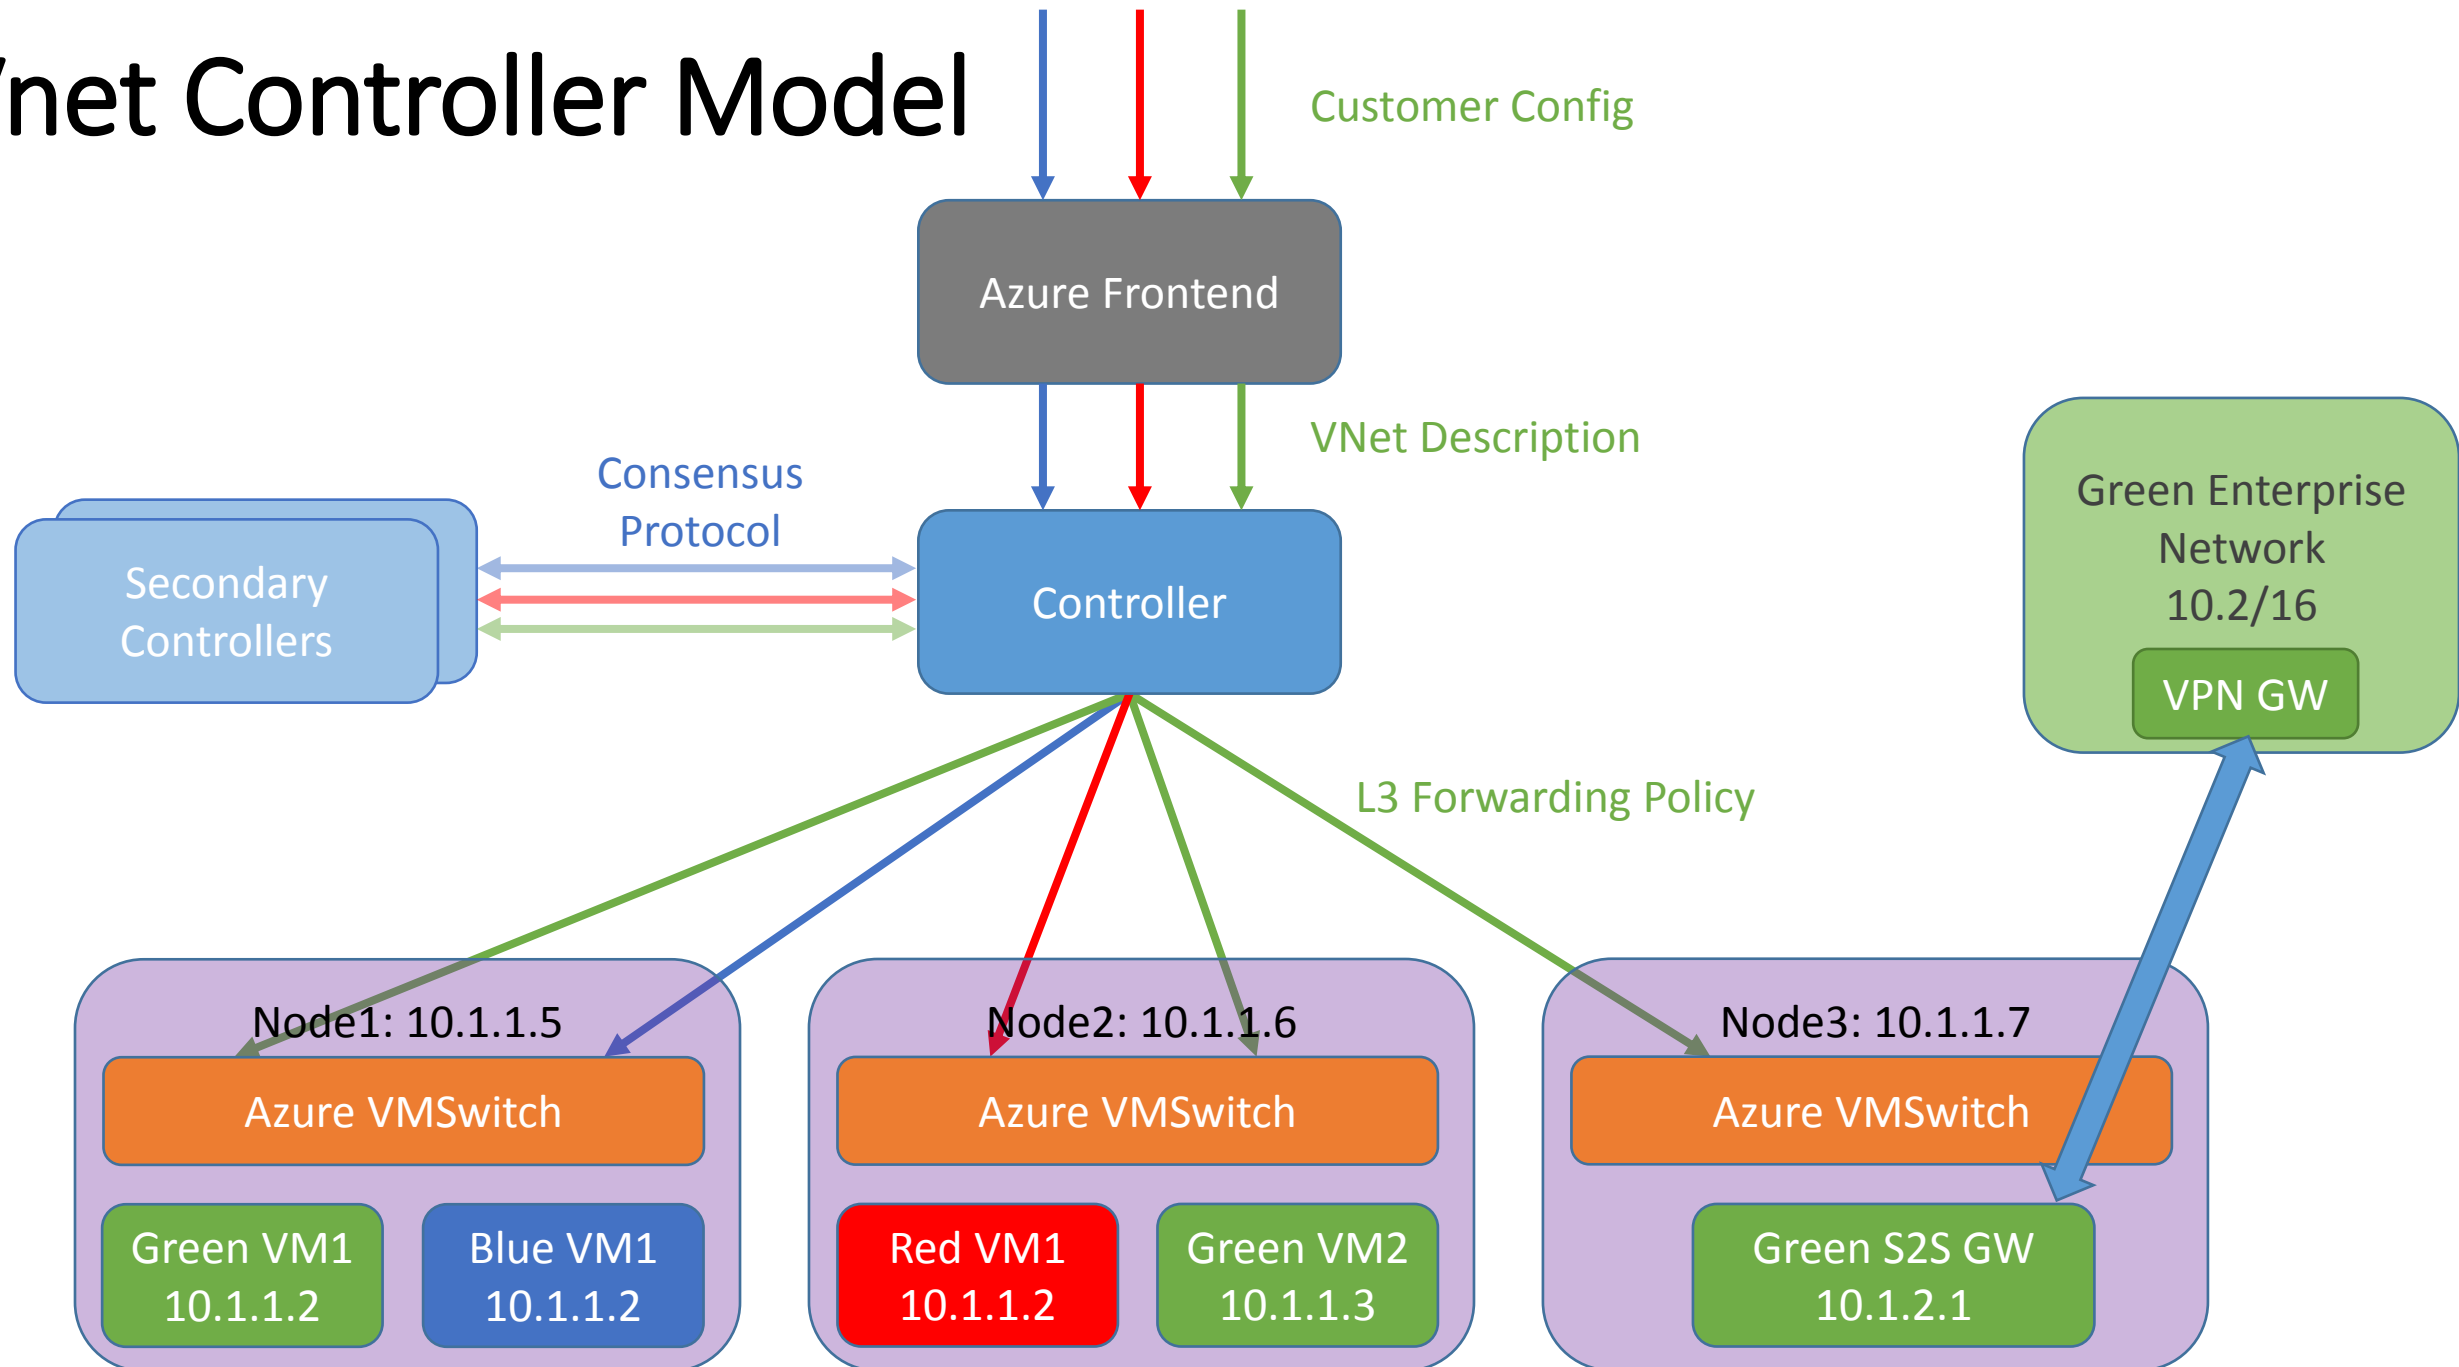 net Controller Model
Customer Config
Azure Frontend
VNet Description
Consensus
Protocol
Secondary
Controllers
Controller
Green Enterprise
Network
10.2/16
VPN GW
L3 Forwarding Policy
Node1: 10.1.1.5
Azure VMSwitch
Green VM1
10.1.1.2
Blue VM1
10.1.1.2
Node2: 10.1.1.6
Azure VMSwitch
Red VM1
10.1.1.2
Green VM2
10.1.1.3
Node3: 10.1.1.7
Azure VMSwitch
Green S2S GW
10.1.2.1